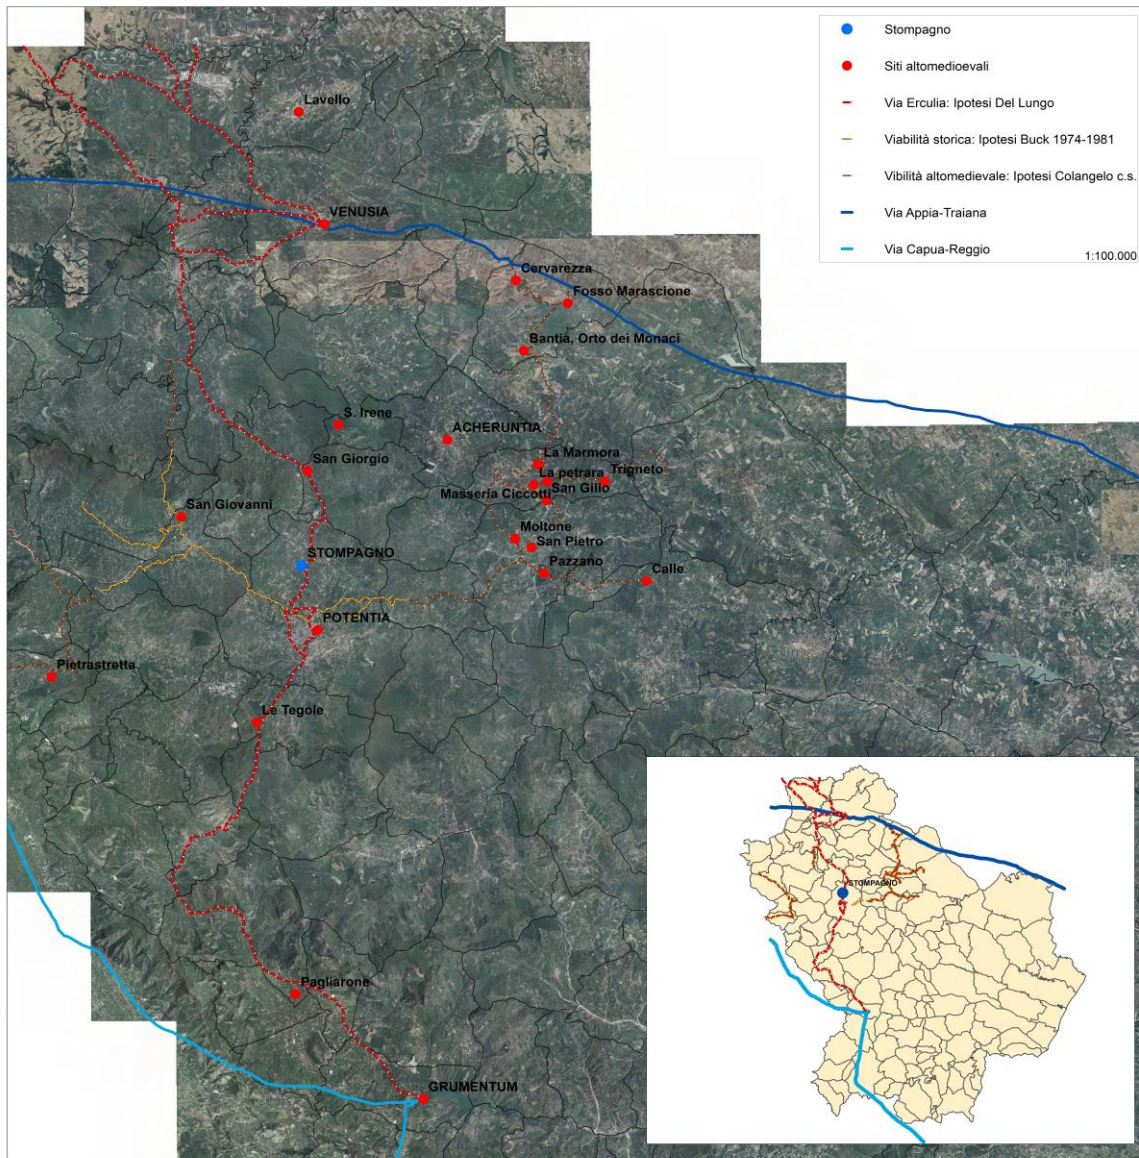 Stompagno
Siti altomedioevali
Via Erculia: Ipotesi Del Lungo
Viabilità storica: Ipotesi Buck 1974-1981
Vibilità altomedievale: Ipotesi Colangelo c.s.
Via Appia-Traiana
Via Capua-Reggio
1:100.000
Lavello
VENUSIA
Cervarezza
Fosso Marascione
Bantia, Orto dei Monaci
S. Irene
ACHERUNTIA
La Marmora
San Giorgio
La petrara
Trigneto
San Gilio
Masseria Ciccotti
San Giovanni
Moltone
San Pietro
STOMPAGNO
Pazzano
Calle
POTENTIA
Pietrastretta
Le Tegole
STOMPAGNO
Pagliarone
GRUMENTUM